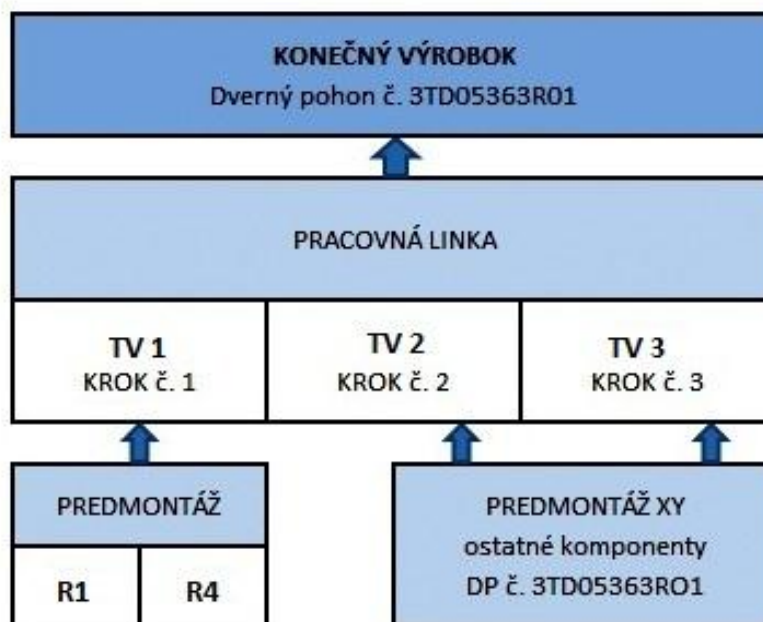 KONEČNÝ VÝROBOK
Dverný pohon č. 3TD05363R01
PRACOVNÁ LINKA
TV 1
KROK č. 1
TV 2
KROK č. 2
TV 3
KROK č. 3
PREDMONTÁŽ
R1
R4
PREDMONTÁŽ XY
ostatné komponenty
DP č. 3TD05363RO1